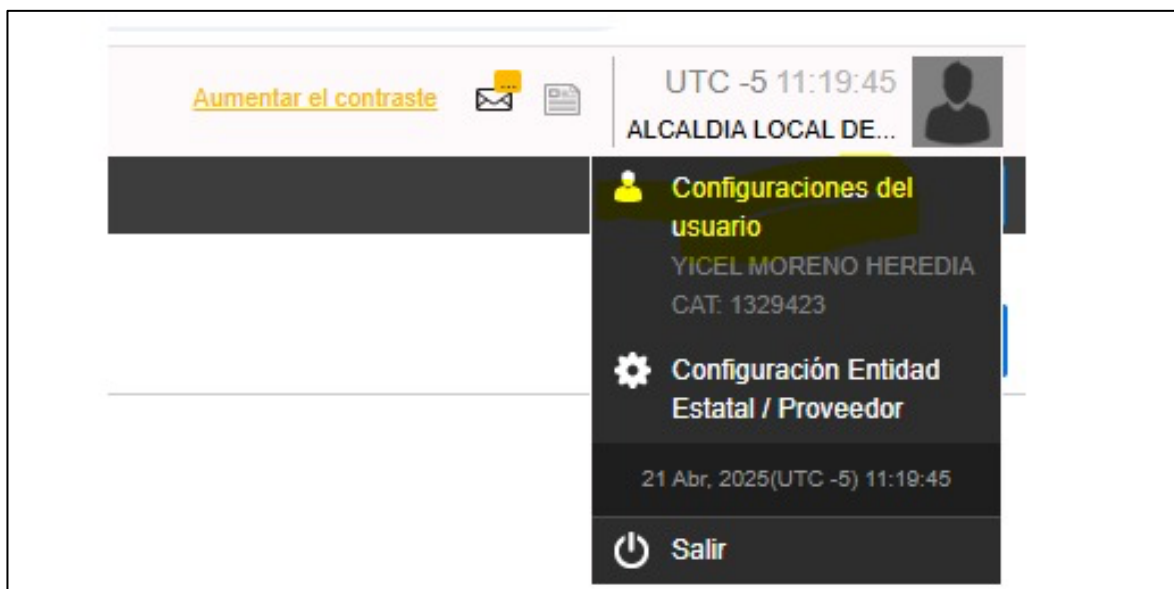 Aumentar el contraste
UTC -5 11:19:45
ALCALDIA LOCAL DE...
Configuraciones del
usuario
YICEL MORENO HEREDIA
CAT: 1329423
Configuración Entidad
Estatal / Proveedor
21 Abr, 2025(UTC -5) 11:19:45
Salir